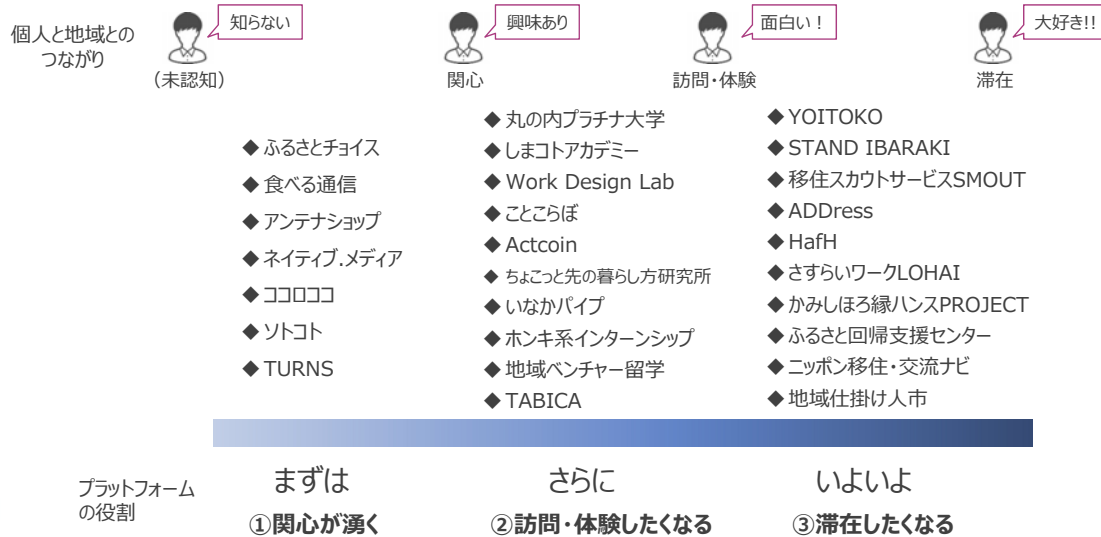 個人と地域との
つながり
知らない
(未認知)
興味あり
関心
面白い！
訪問・体験
大好き!!
滞在
◆ ふるさとチョイス
◆ 食べる通信
◆ アンテナショップ
◆ ネイティブ.メディア
◆ ココロココ
◆ ソトコト
◆ TURNS
◆ 丸の内プラチナ大学
◆ しまコトアカデミー
◆ Work Design Lab
◆ ことこらぼ
◆ Actcoin
◆ ちょこっと先の暮らし方研究所
◆ いなかパイプ
◆ ホンキ系インターンシップ
◆ 地域ベンチャー留学
◆ TABICA
◆ YOITOKO
◆ STAND IBARAKI
◆ 移住スカウトサービスSMOUT
◆ ADDress
◆ HafH
◆ さすらいワークLOHAI
◆ かみしほろ縁ハンスPROJECT
◆ ふるさと回帰支援センター
◆ ニッポン移住・交流ナビ
◆ 地域仕掛け人市
プラットフォーム
の役割
まずは
①関心が湧く
さらに
②訪問・体験したくなる
いよいよ
③滞在したくなる